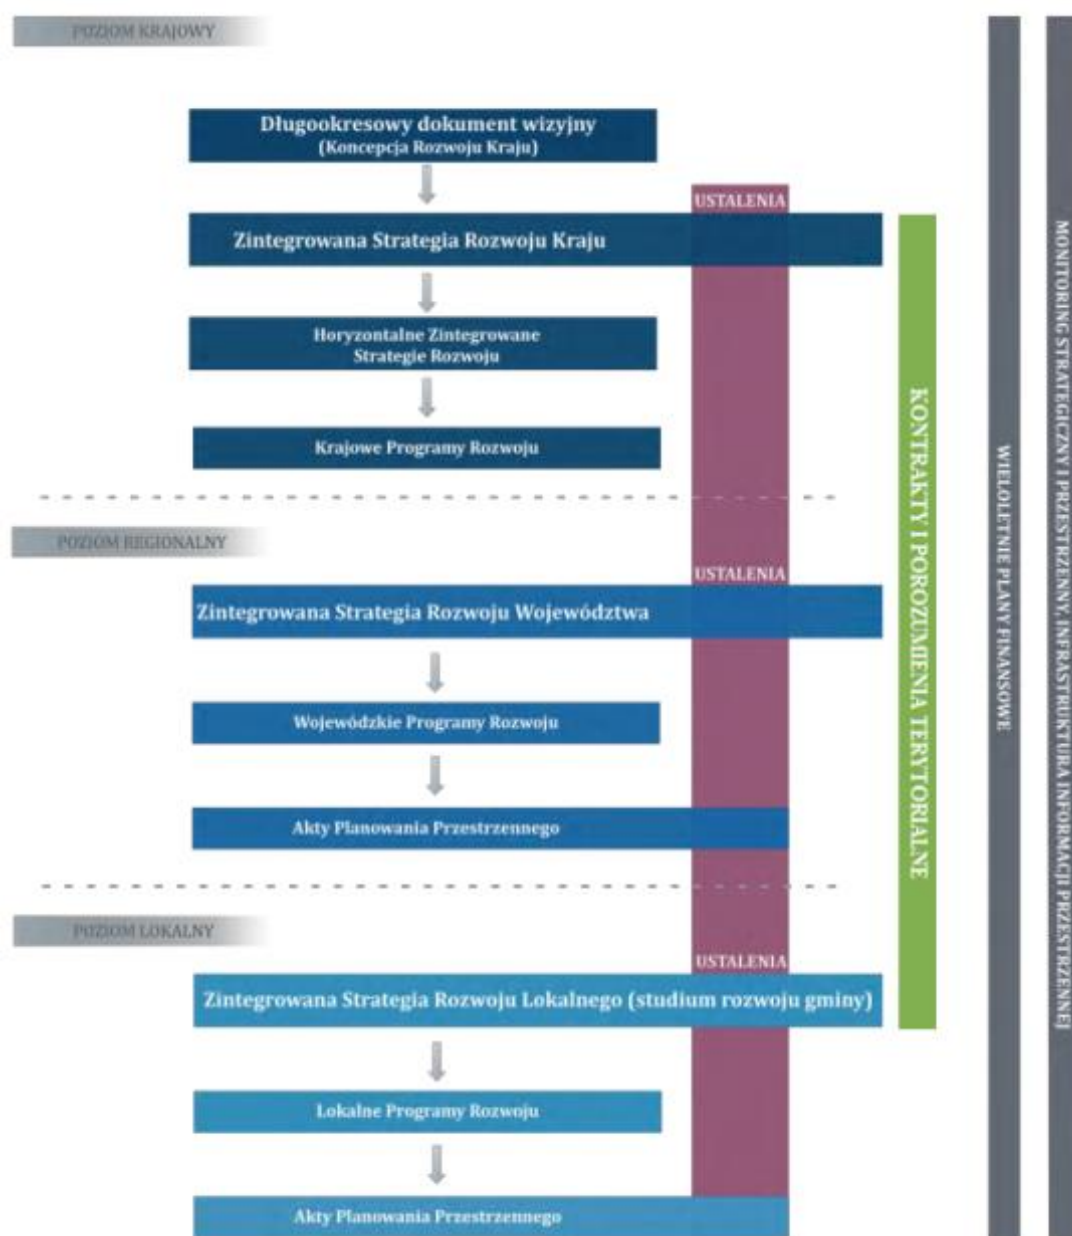 POZIOM KRAJOWY
Długookresowy dokument wizyjny
(Koncepcja Rozwoju Kraju)
USTALENIA
Zintegrowana Strategia Rozwoju Kraju
Horyzontalne Zintegrowane
Strategie Rozwoju
Krajowe Programy Rozwoju
POZIOM REGIONALNY
USTALENIA
Zintegrowana Strategia Rozwoju Województwa
Wojewódzkie Programy Rozwoju
Akty Planowania Przestrzennego
POZIOM LOKALNY
USTALENIA
Zintegrowana Strategia Rozwoju Lokalnego (studium rozwoju gminy)
Lokalne Programy Rozwoju
Akty Planowania Przestrzennego
KONTRAKTY I POROZUMIENIA TERYTORIALNE
WIELOLETNIE PLANY FINANSOWE
MONITORING STRATEGICZNY I PRZESTRZENNY, INFRASTRUKTURA INFORMACJI PRZESTRZENNEJ